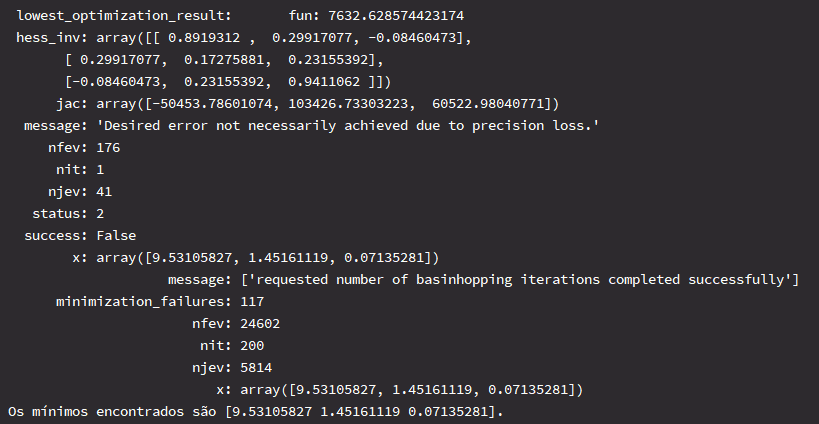 lowest_optimization_result:       fun: 7632.628574423174
hess_inv: array([[ 0.8919312 ,  0.29917077, -0.08460473],
[ 0.29917077,  0.17275881,  0.23155392],
[-0.08460473,  0.23155392,  0.9411062 ]])
jac: array([-50453.78601074, 103426.73303223,  60522.98040771])
message: 'Desired error not necessarily achieved due to precision loss.'
nfev: 176
nit: 1
njev: 41
status: 2
success: False
x: array([9.53105827, 1.45161119, 0.07135281])
message: ['requested number of basinhopping iterations completed successfully']
minimization_failures: 117
nfev: 24602
nit: 200
njev: 5814
x: array([9.53105827, 1.45161119, 0.07135281])
Os mínimos encontrados são [9.53105827 1.45161119 0.07135281].